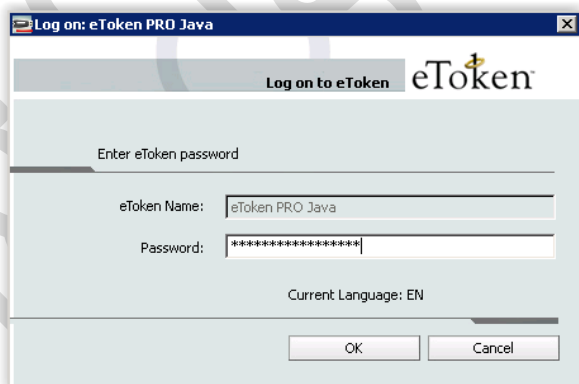 Log on: eToken PRO Java
Log on to eToken
eToken
Enter eToken password
eToken Name: eToken PRO Java
Password: *****************
Current Language: EN
OK Cancel